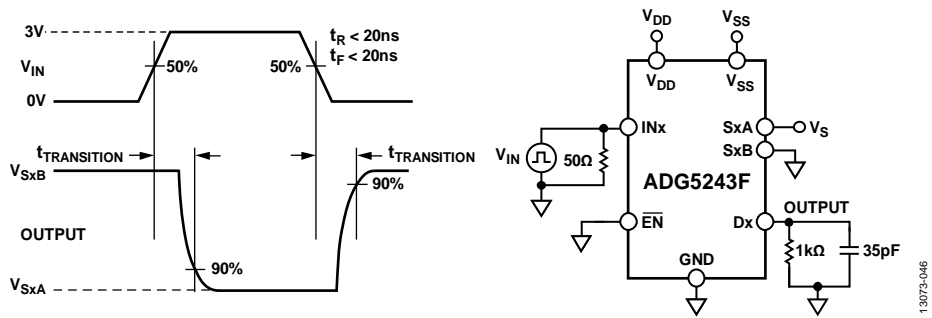 3V
V_IN
0V
50%
50%
t_R < 20ns
t_F < 20ns
t_TRANSITION
t_TRANSITION
V_SxB
90%
OUTPUT
90%
V_SxA
V_DD
V_SS
V_DD
V_SS
INx
SxA
V_S
SxB
V_IN
50Ω
ADG5243F
OUTPUT
EN
Dx
1kΩ
35pF
GND
13073-046